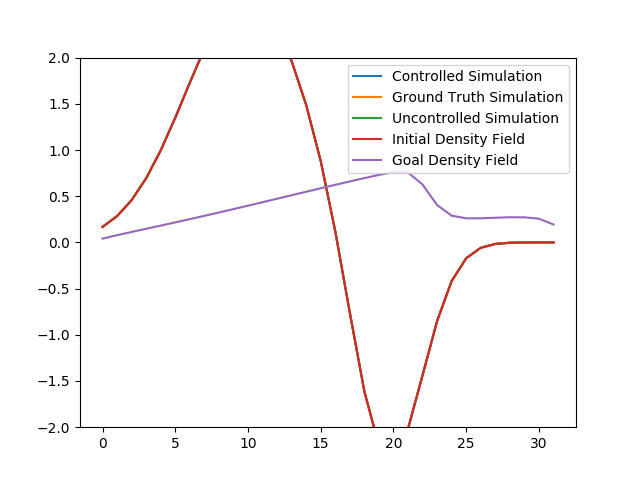 2.0
1.5
1.0
0.5
0.0
−0.5
−1.0
−1.5
−2.0
0 5 10 15 20 25 30
Controlled Simulation
Ground Truth Simulation
Uncontrolled Simulation
Initial Density Field
Goal Density Field